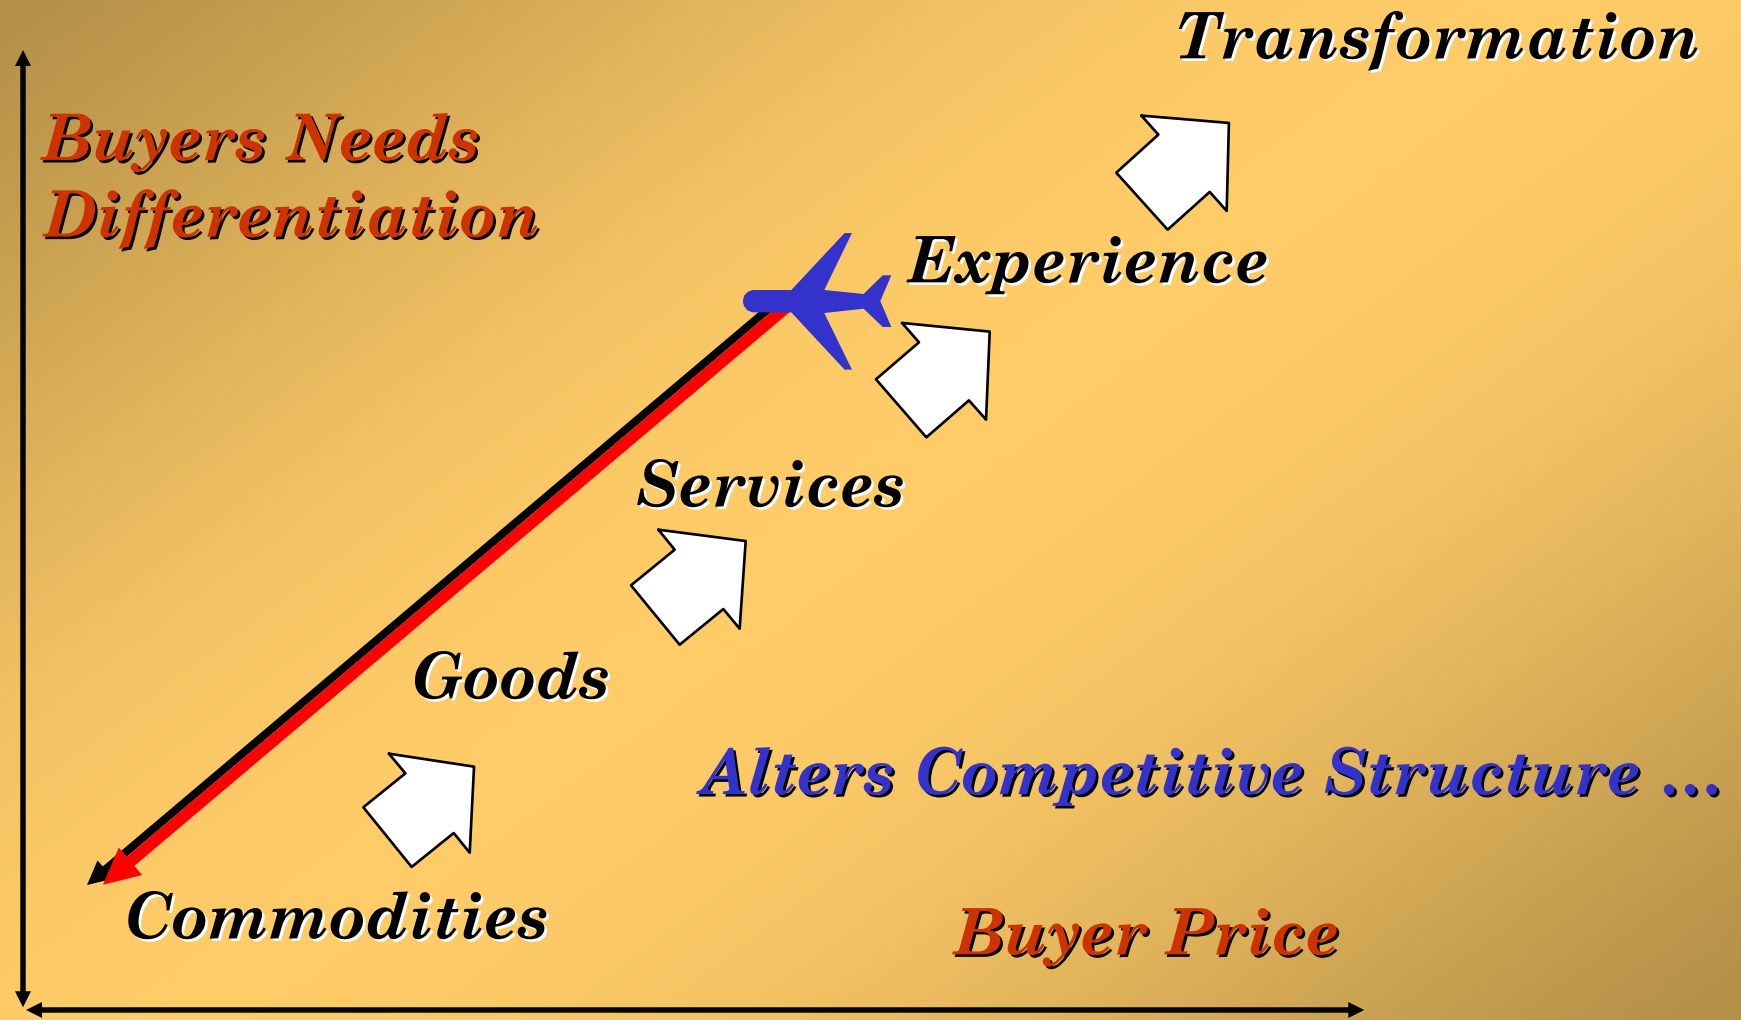 Transformation
Buyers Needs
Differentiation
Experience
Services
Goods
Alters Competitive Structure ...
Commodities
Buyer Price